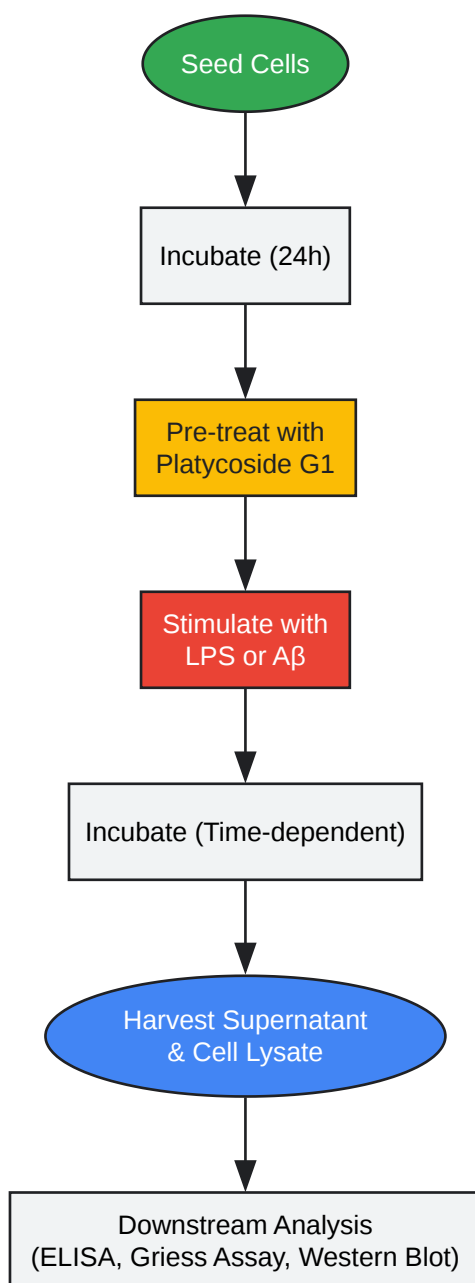 Seed Cells
Incubate (24h)
Pre-treat with
Platycoside G1
Stimulate with
LPS or Aβ
Incubate (Time-dependent)
Harvest Supernatant
& Cell Lysate
Downstream Analysis
(ELISA, Griess Assay, Western Blot)